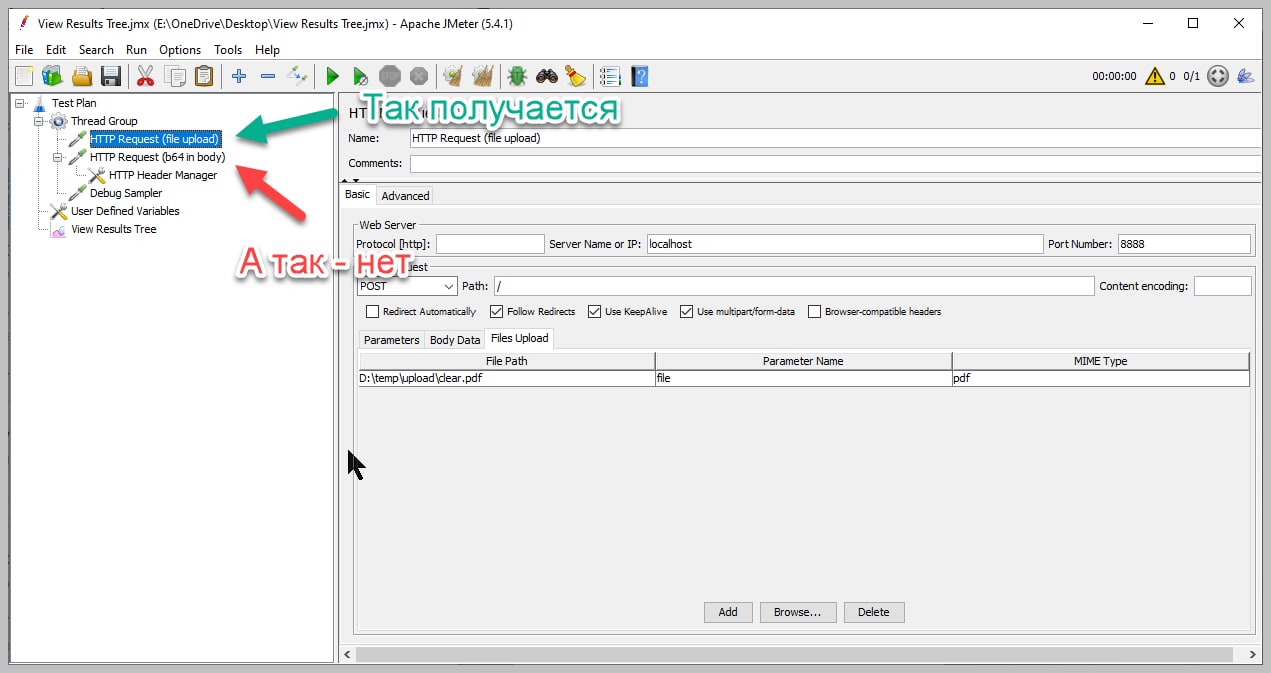 View Results Tree.jmx (E:\OneDrive\Desktop\View Results Tree.jmx) - Apache JMeter (5.4.1)
File Edit Search Run Options Tools Help
00:00:00 0 0/1
Test Plan
Thread Group
HTTP Request (file upload)
HTTP Request (b64 in body)
HTTP Header Manager
Debug Sampler
User Defined Variables
View Results Tree
Так получается
А так - нет
Name: HTTP Request (file upload)
Comments:
Basic Advanced
Web Server
Protocol [http]: Server Name or IP: localhost Port Number: 8888
POST Path: / Content encoding:
Redirect Automatically Follow Redirects Use KeepAlive Use multipart/form-data Browser-compatible headers
Parameters Body Data Files Upload
File Path Parameter Name MIME Type
D:\temp\upload\clear.pdf file pdf
Add Browse... Delete